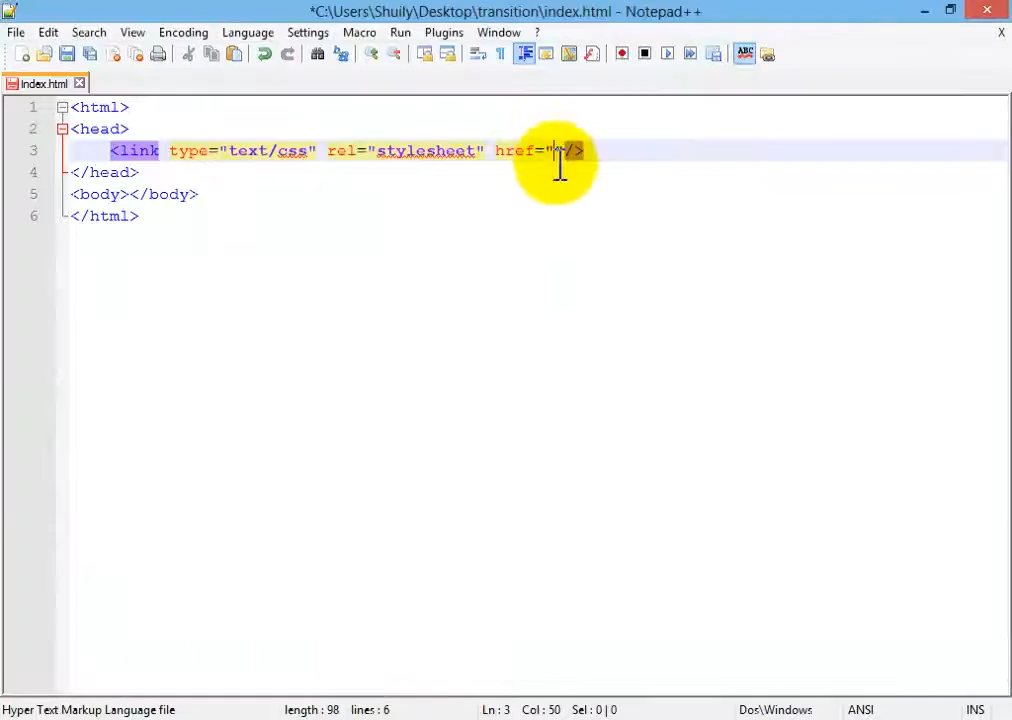 *C:\Users\Shuily\Desktop\transition\index.html - Notepad++
File Edit Search View Encoding Language Settings Macro Run Plugins Window ? X
ABC
index.html
1 <html>
2 <head>
3 <link type="text/css" rel="stylesheet" href=""/>
4 </head>
5 <body></body>
6 </html>
Hyper Text Markup Language file length : 98 lines : 6 Ln : 3 Col : 50 Sel : 0 | 0 Dos\Windows ANSI INS